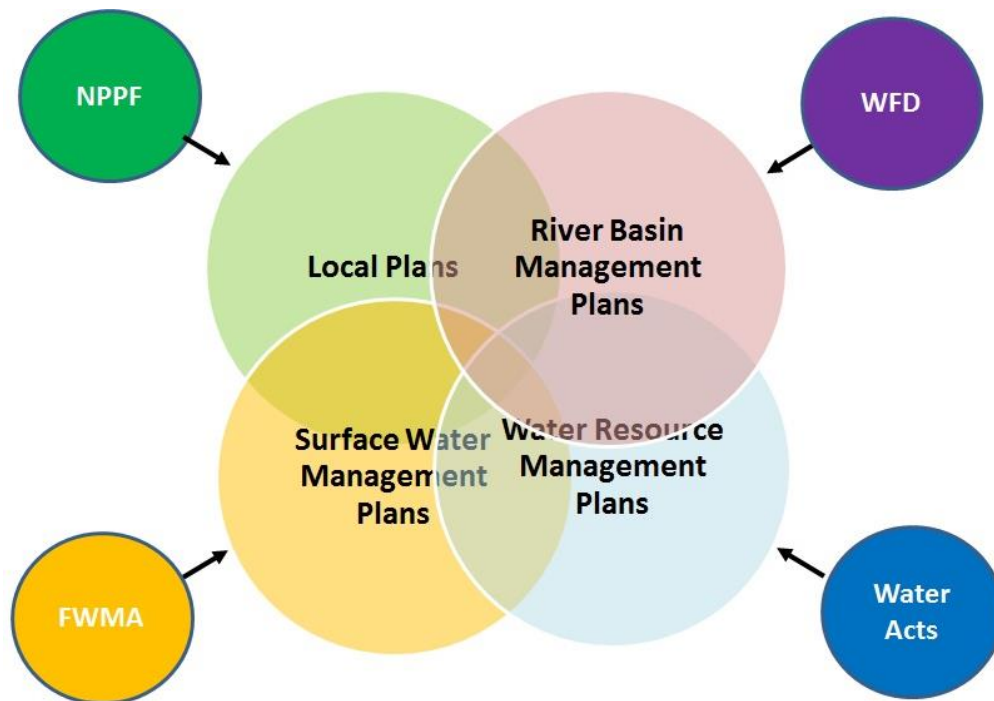 NPPF
WFD
Local Plans
River Basin
Management
Plans
Surface Water
Management
Plans
Water Resource
Management
Plans
FWMA
Water
Acts